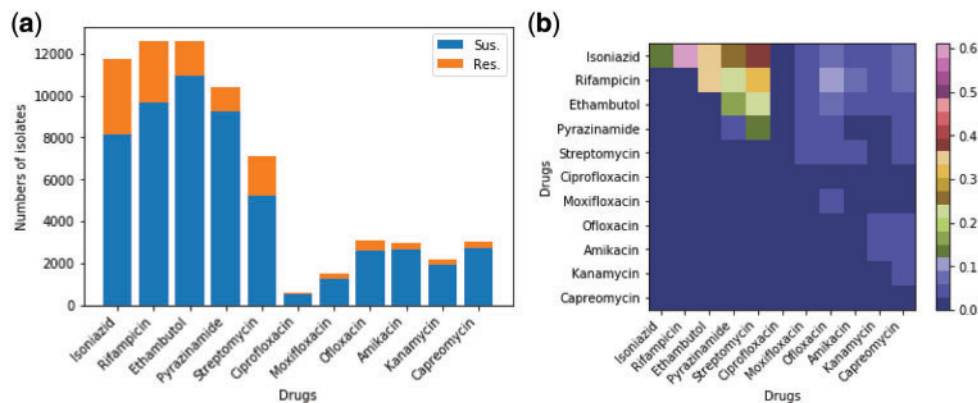 (a)
Numbers of isolates
12000
10000
8000
6000
4000
2000
0
Sus.
Res.
Isoniazid
Rifampicin
Ethambutol
Pyrazinamide
Streptomycin
Ciprofloxacin
Moxifloxacin
Ofloxacin
Amikacin
Kanamycin
Capreomycin
Drugs
(b)
Drugs
Isoniazid
Rifampicin
Ethambutol
Pyrazinamide
Streptomycin
Ciprofloxacin
Moxifloxacin
Ofloxacin
Amikacin
Kanamycin
Capreomycin
Isoniazid
Rifampicin
Ethambutol
Pyrazinamide
Streptomycin
Ciprofloxacin
Moxifloxacin
Ofloxacin
Amikacin
Kanamycin
Capreomycin
Drugs
0.6
0.5
0.4
0.3
0.2
0.1
0.0